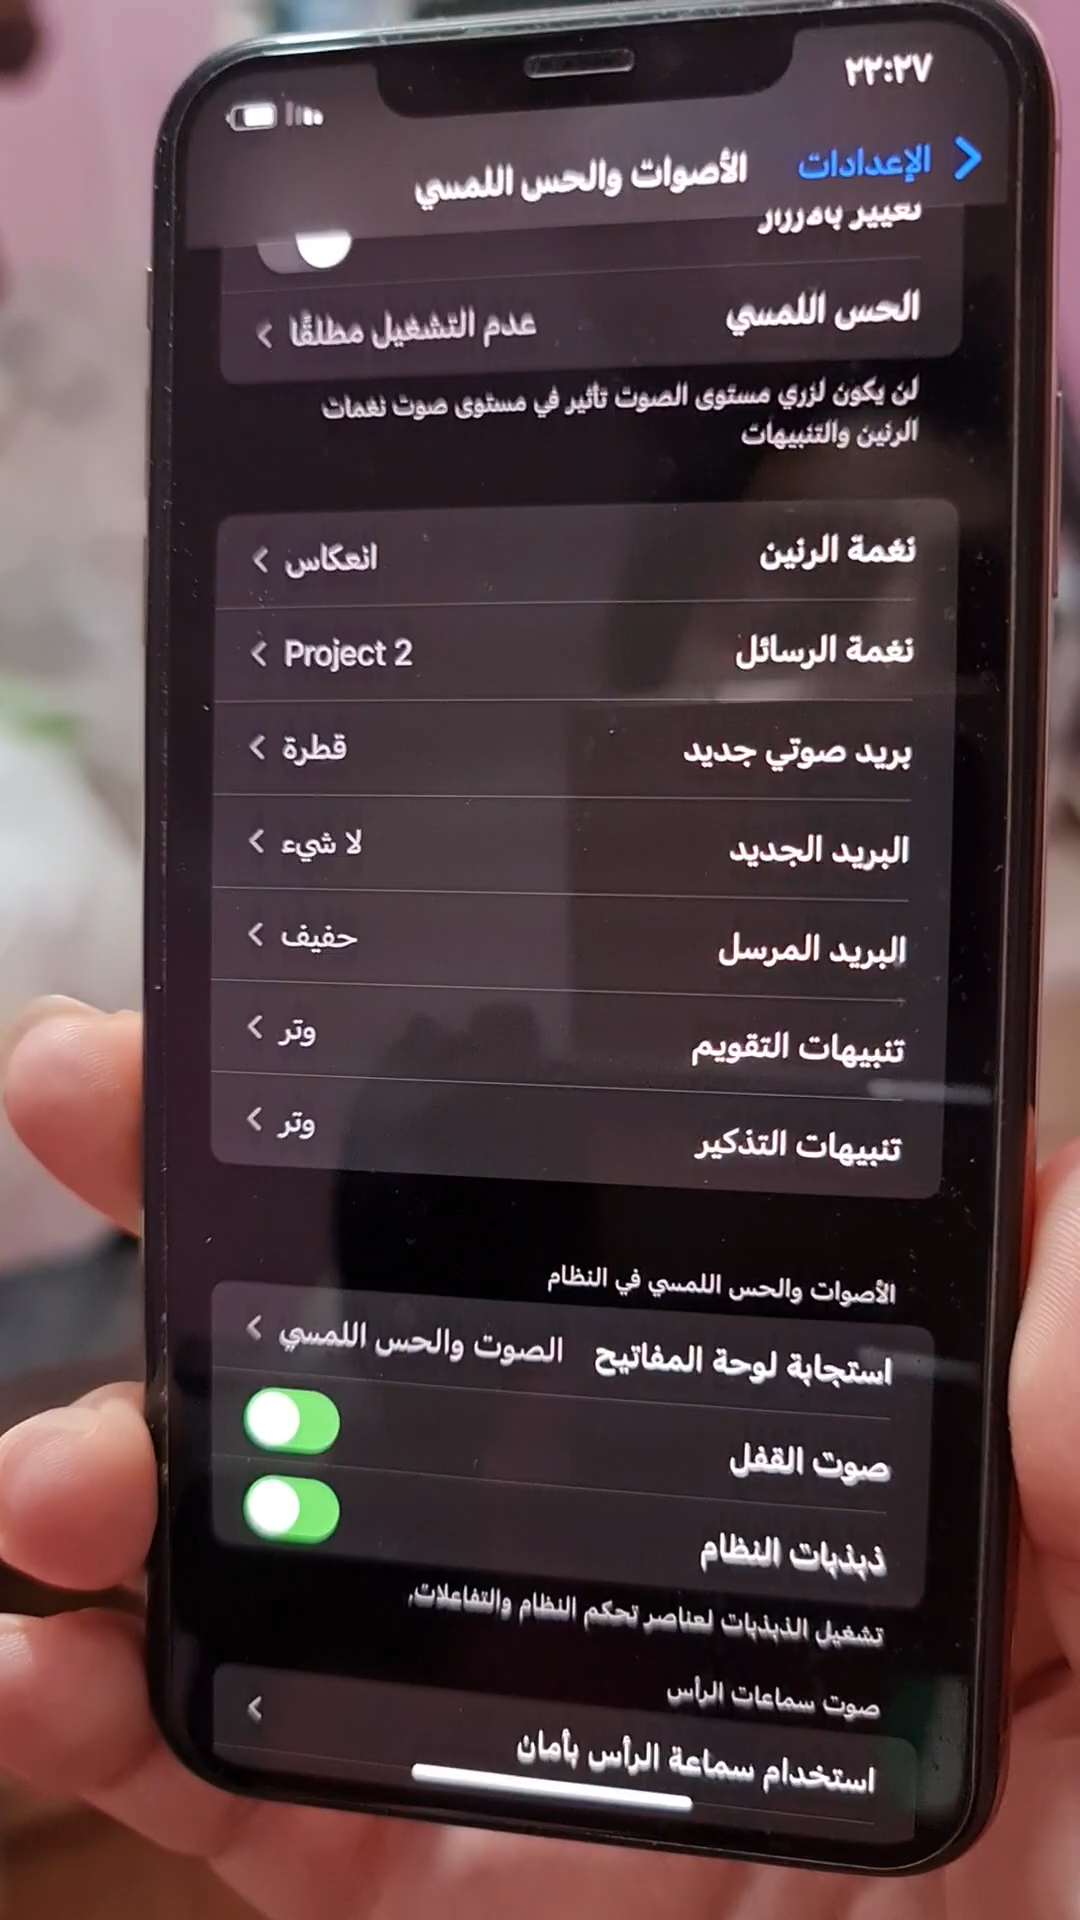 ٢٢:٢٧
الإعدادات
الأصوات والحس اللمسي
تغيير بالأزرار
الحس اللمسي عدم التشغيل مطلقًا
لن يكون لزري مستوى الصوت تأثير في مستوى صوت نغمات
الرنين والتنبيهات
نغمة الرنين انعكاس
نغمة الرسائل Project 2
بريد صوتي جديد قطرة
البريد الجديد لا شيء
البريد المرسل حفيف
تنبيهات التقويم وتر
تنبيهات التذكير وتر
الأصوات والحس اللمسي في النظام
استجابة لوحة المفاتيح الصوت والحس اللمسي
صوت القفل
ذبذبات النظام
تشغيل الذبذبات لعناصر تحكم النظام والتفاعلات.
صوت سماعات الرأس
استخدام سماعة الرأس بأمان